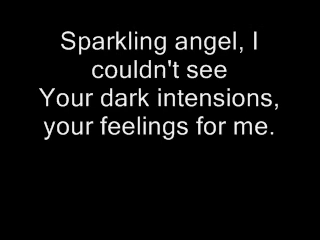 Sparkling angel, I
couldn't see
Your dark intensions,
your feelings for me.